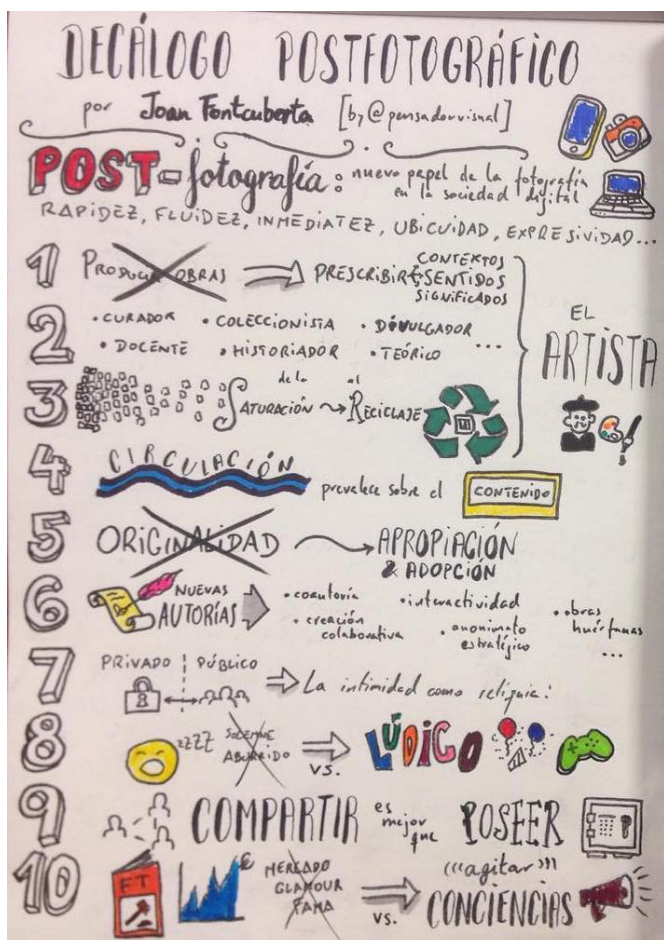 DECÁLOGO POSTFOTOGRÁFICO
por Joan Fontcuberta [by @pensadorvisual]
POST-fotografía: nuevo papel de la fotografía
en la sociedad digital
RAPIDEZ, FLUIDEZ, INMEDIATEZ, UBICUIDAD, EXPRESIVIDAD...
1 PRODUCIR OBRAS ⇒ PRESCRIBIR CONTEXTOS
SENTIDOS
SIGNIFICADOS
2 • CURADOR • COLECCIONISTA • DIVULGADOR
• DOCENTE • HISTORIADOR • TEÓRICO ...
EL
ARTISTA
3 de la SATURACIÓN al RECICLAJE
4 CIRCULACIÓN prevalece sobre el CONTENIDO
5 ORIGINALIDAD → APROPIACIÓN
& ADOPCIÓN
6 NUEVAS AUTORÍAS • coautoría • interactividad • obras huérfanas
• creación colaborativa • anonimato estratégico ...
7 PRIVADO PÚBLICO ⇒ La intimidad como reliquia!
8 zzzz SOLEMNE
ABURRIDO vs. LÚDICO
9 COMPARTIR es mejor que POSEER
10 FT € MERCADO
GLAMOUR
FAMA vs. (((agitar)))
CONCIENCIAS